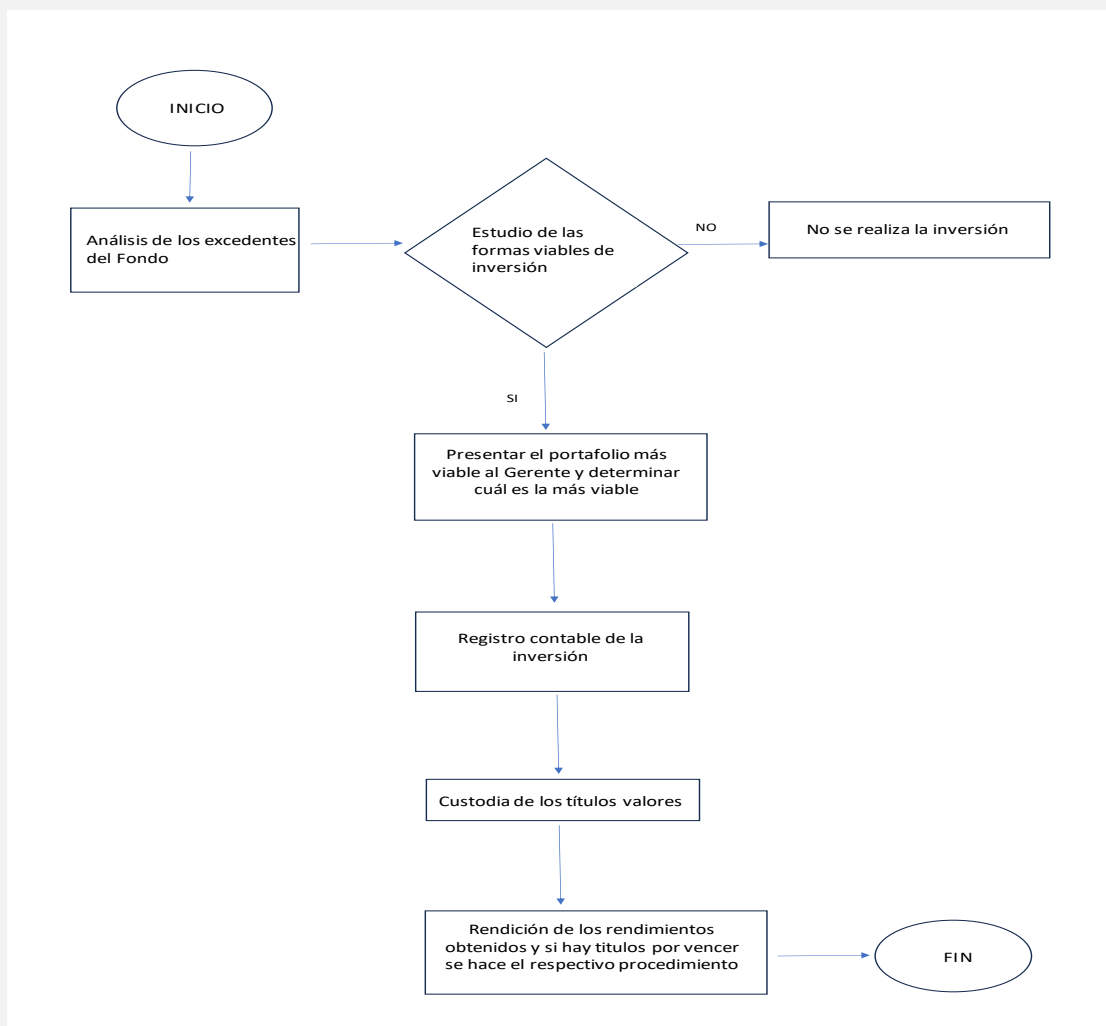 INICIO
Análisis de los excedentes
del Fondo
Estudio de las
formas viables de
inversión
NO
No se realiza la inversión
SI
Presentar el portafolio más
viable al Gerente y determinar
cuál es la más viable
Registro contable de la
inversión
Custodia de los títulos valores
Rendición de los rendimientos
obtenidos y si hay titulos por vencer
se hace el respectivo procedimiento
FIN